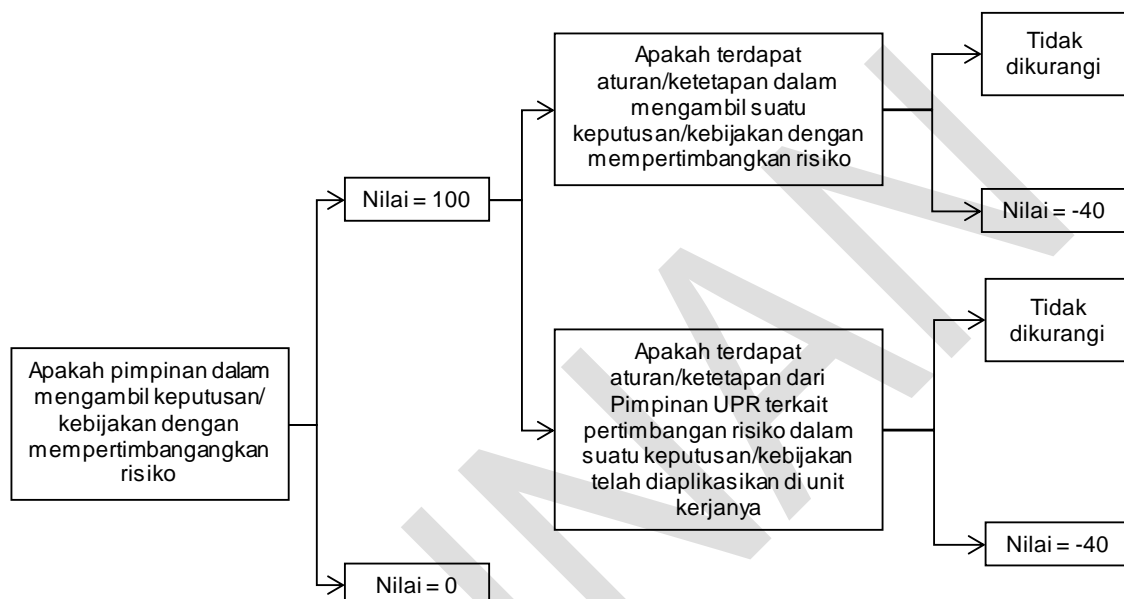 Apakah pimpinan dalam
mengambil keputusan/
kebijakan dengan
mempertimbangangkan
risiko
Nilai = 100
Nilai = 0
Apakah terdapat
aturan/ketetapan dalam
mengambil suatu
keputusan/kebijakan dengan
mempertimbangkan risiko
Tidak
dikurangi
Nilai = -40
Apakah terdapat
aturan/ketetapan dari
Pimpinan UPR terkait
pertimbangan risiko dalam
suatu keputusan/kebijakan
telah diaplikasikan di unit
kerjanya
Tidak
dikurangi
Nilai = -40
INAN